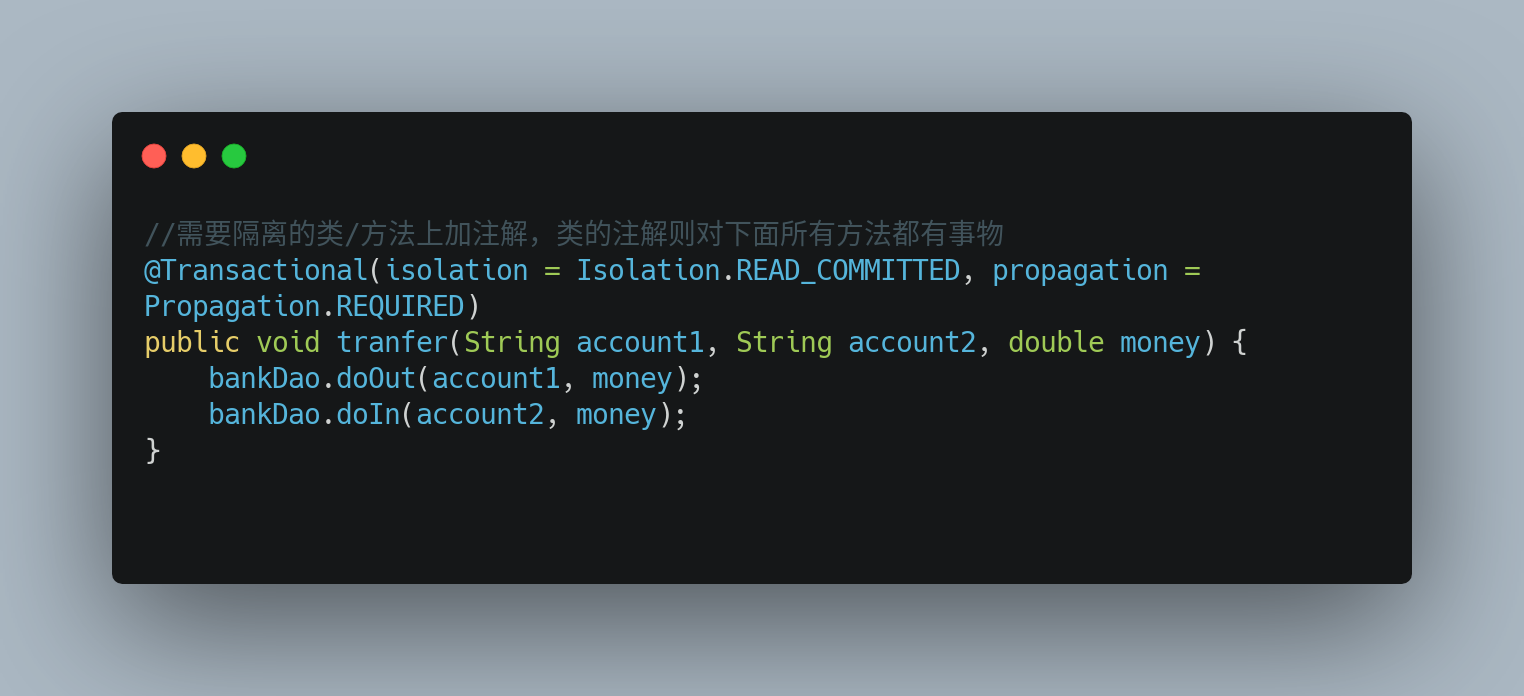 //需要隔离的类/方法上加注解，类的注解则对下面所有方法都有事物
@Transactional(isolation = Isolation.READ_COMMITTED, propagation =
Propagation.REQUIRED)
public void tranfer(String account1, String account2, double money) {
    bankDao.doOut(account1, money);
    bankDao.doIn(account2, money);
}